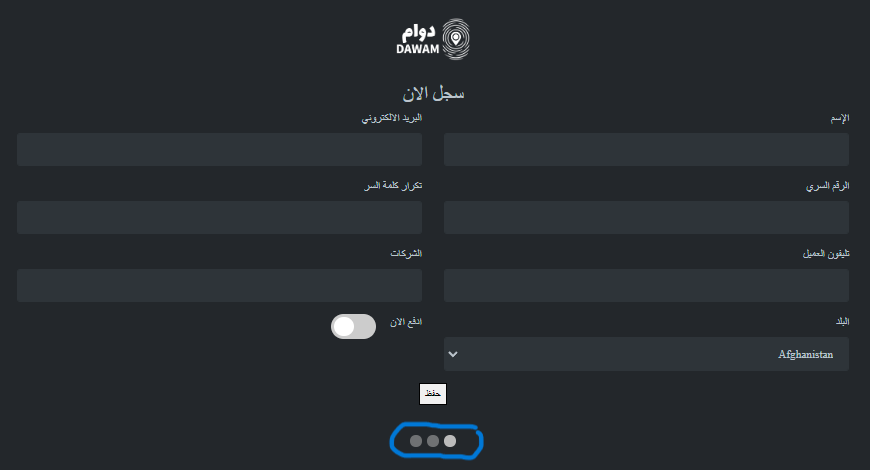 دوام
DAWAM
سجل الان
الإسم
البريد الالكتروني
الرقم السري
تكرار كلمة السر
تليفون العميل
الشركات
البلد
ادفع الان
Afghanistan
حفظ